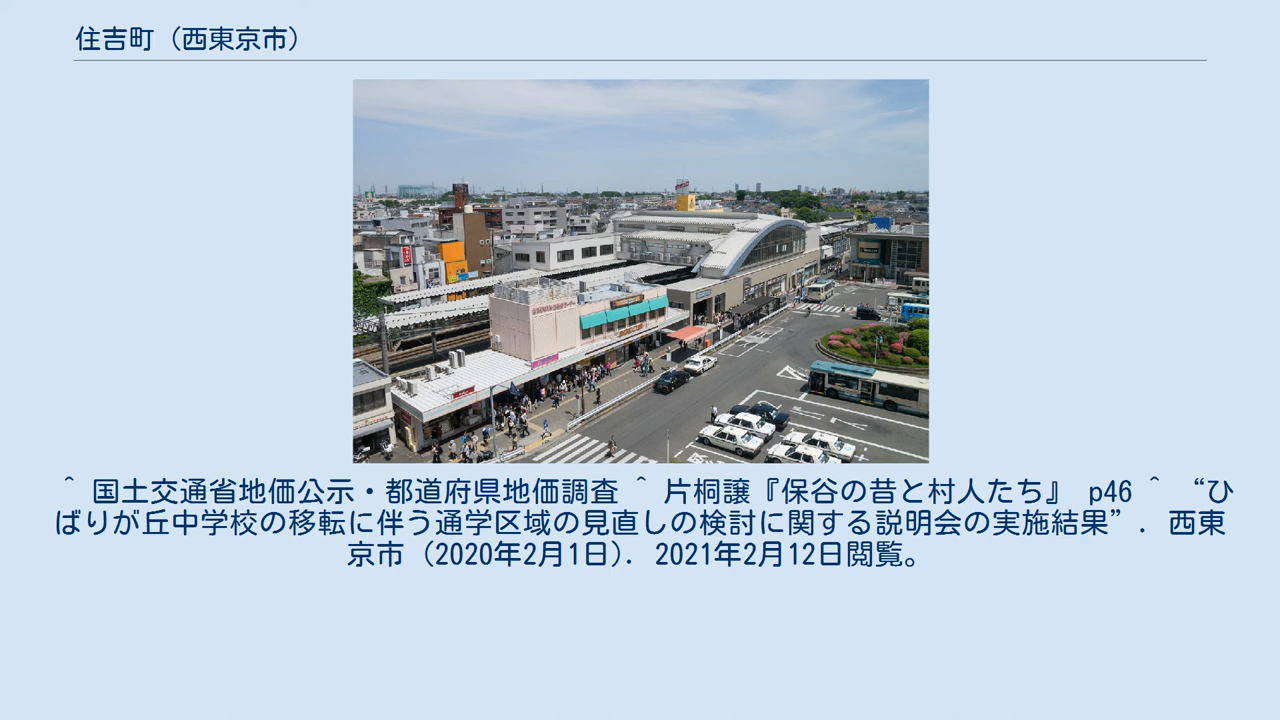 住吉町（西東京市）
^ 国土交通省地価公示・都道府県地価調査 ^ 片桐譲『保谷の昔と村人たち』 p46 ^ “ひ
ばりが丘中学校の移転に伴う通学区域の見直しの検討に関する説明会の実施結果”. 西東
京市 (2020年2月1日). 2021年2月12日閲覧。